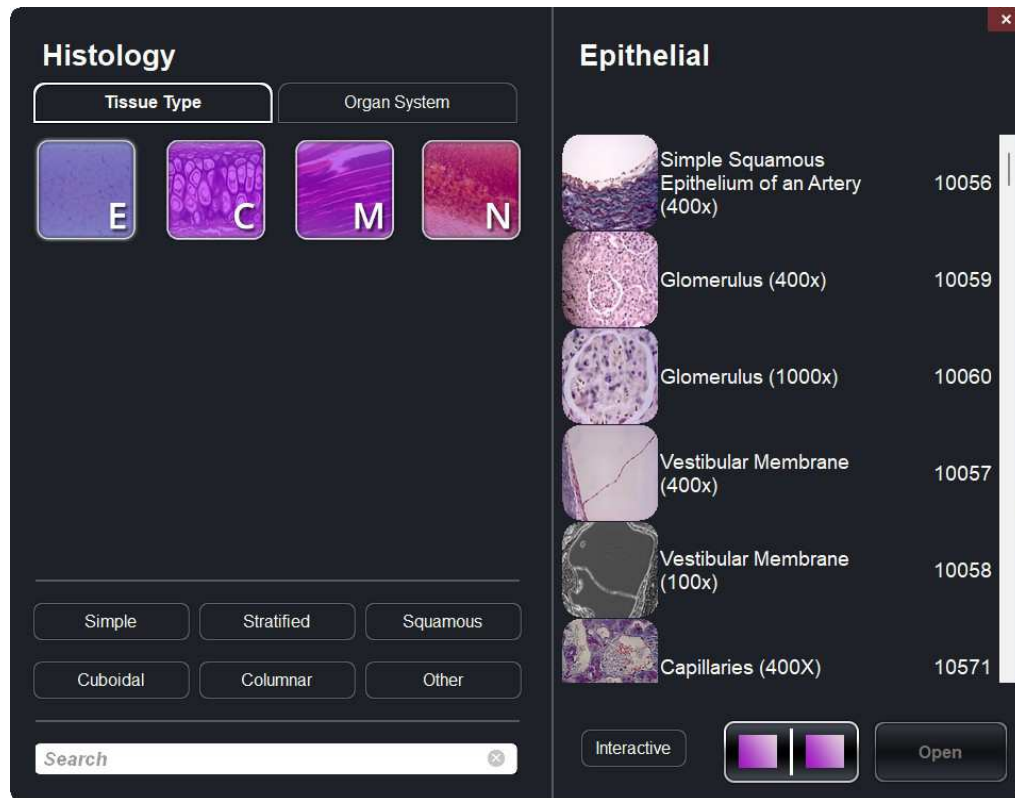 Histology
Tissue Type
Organ System
E
C
M
N
Simple
Stratified
Squamous
Cuboidal
Columnar
Other
Search
Epithelial
Simple Squamous
Epithelium of an Artery
(400x)
10056
Glomerulus (400x)
10059
Glomerulus (1000x)
10060
Vestibular Membrane
(400x)
10057
Vestibular Membrane
(100x)
10058
Capillaries (400X)
10571
Interactive
Open